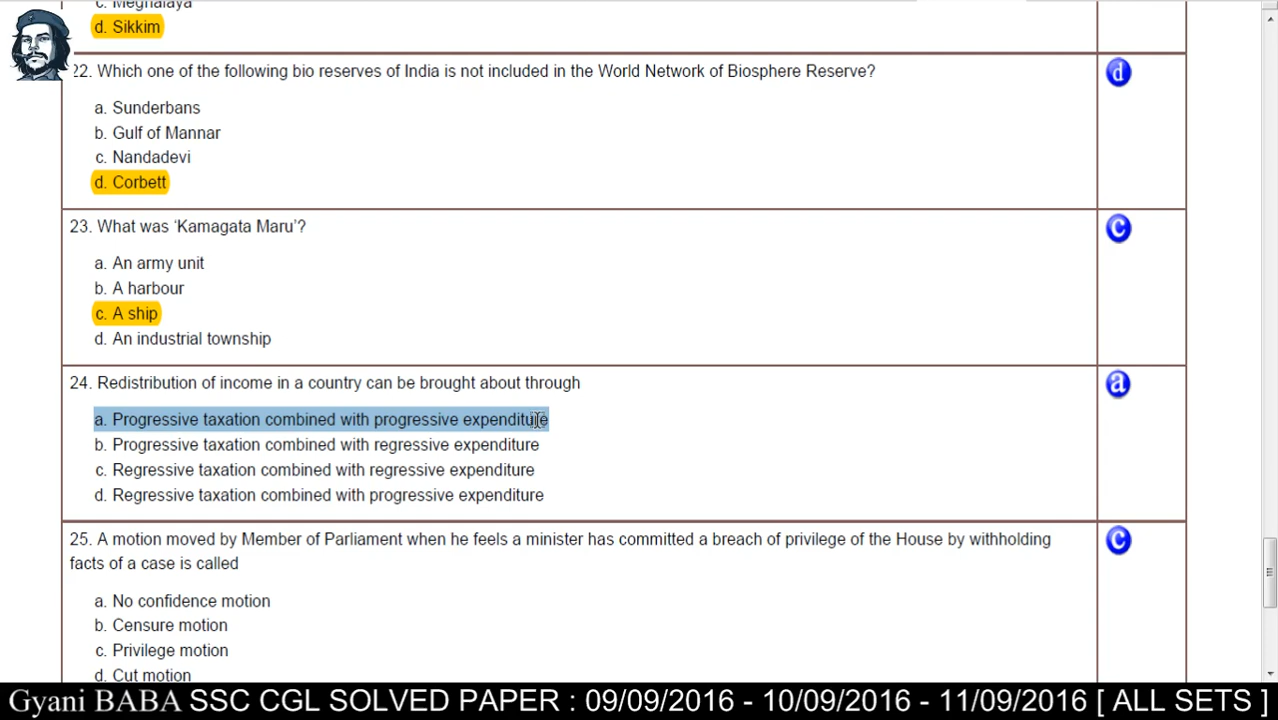 c. Meghalaya
d. Sikkim
22. Which one of the following bio reserves of India is not included in the World Network of Biosphere Reserve?
d
a. Sunderbans
b. Gulf of Mannar
c. Nandadevi
d. Corbett
23. What was ‘Kamagata Maru’?
C
a. An army unit
b. A harbour
c. A ship
d. An industrial township
24. Redistribution of income in a country can be brought about through
a
a. Progressive taxation combined with progressive expenditure
b. Progressive taxation combined with regressive expenditure
c. Regressive taxation combined with regressive expenditure
d. Regressive taxation combined with progressive expenditure
25. A motion moved by Member of Parliament when he feels a minister has committed a breach of privilege of the House by withholding
C
facts of a case is called
a. No confidence motion
b. Censure motion
c. Privilege motion
d. Cut motion
Gyani BABA SSC CGL SOLVED PAPER : 09/09/2016 - 10/09/2016 - 11/09/2016 [ ALL SETS ]